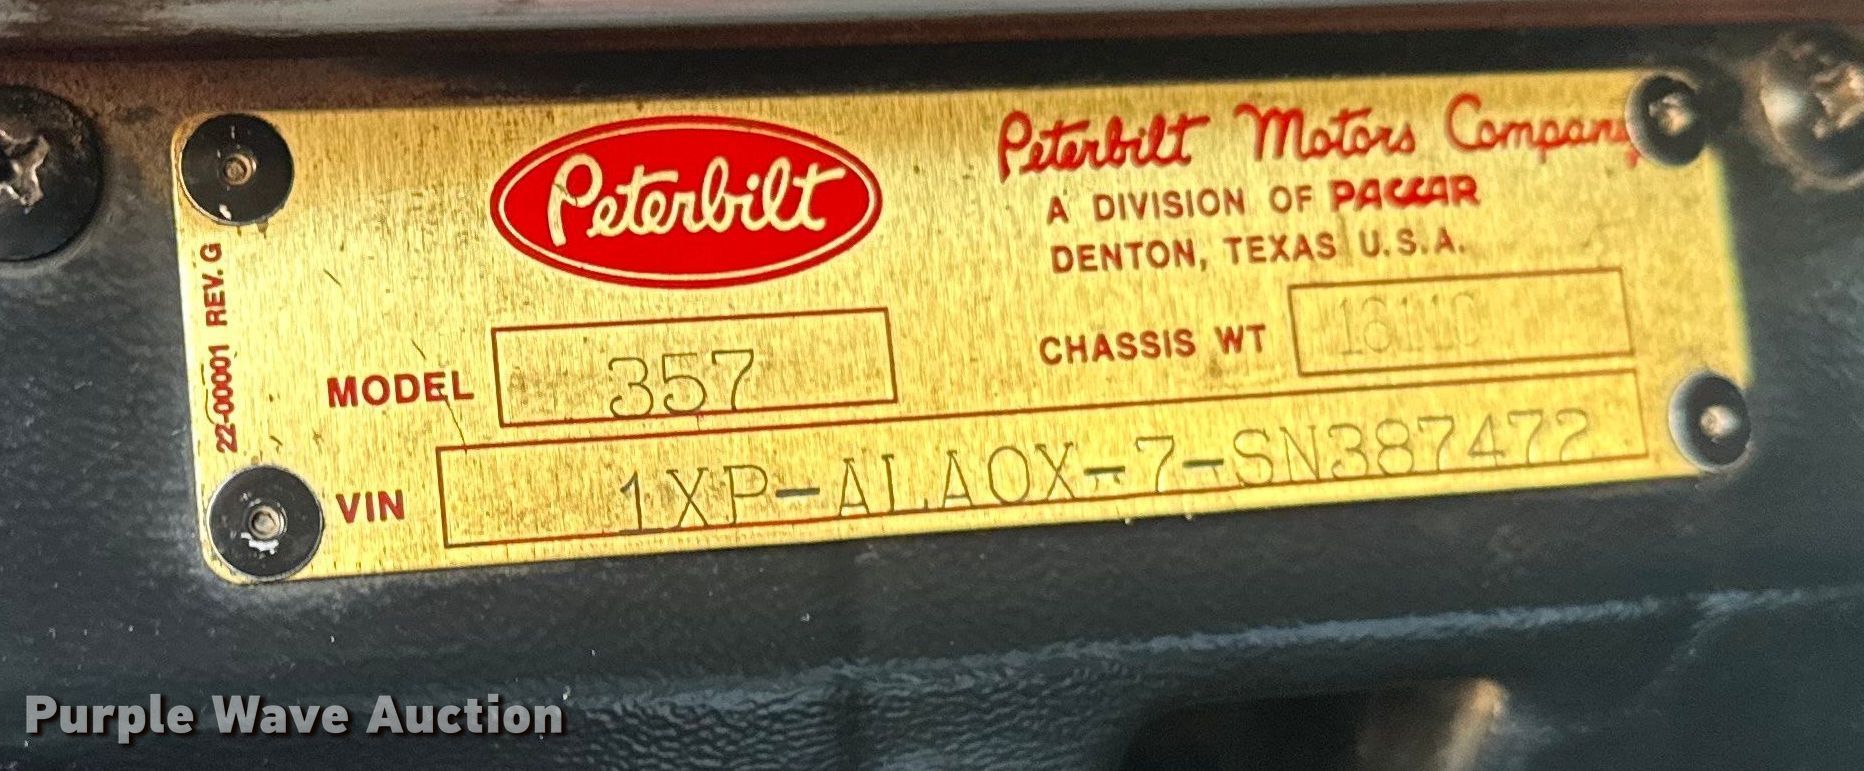 Peterbilt
Peterbilt Motors Company
A DIVISION OF PACCAR
DENTON, TEXAS U.S.A.
22-00001 REV. G
MODEL 357
CHASSIS WT 16110
VIN 1XP-ALA0X-7-SN387472
Purple Wave Auction